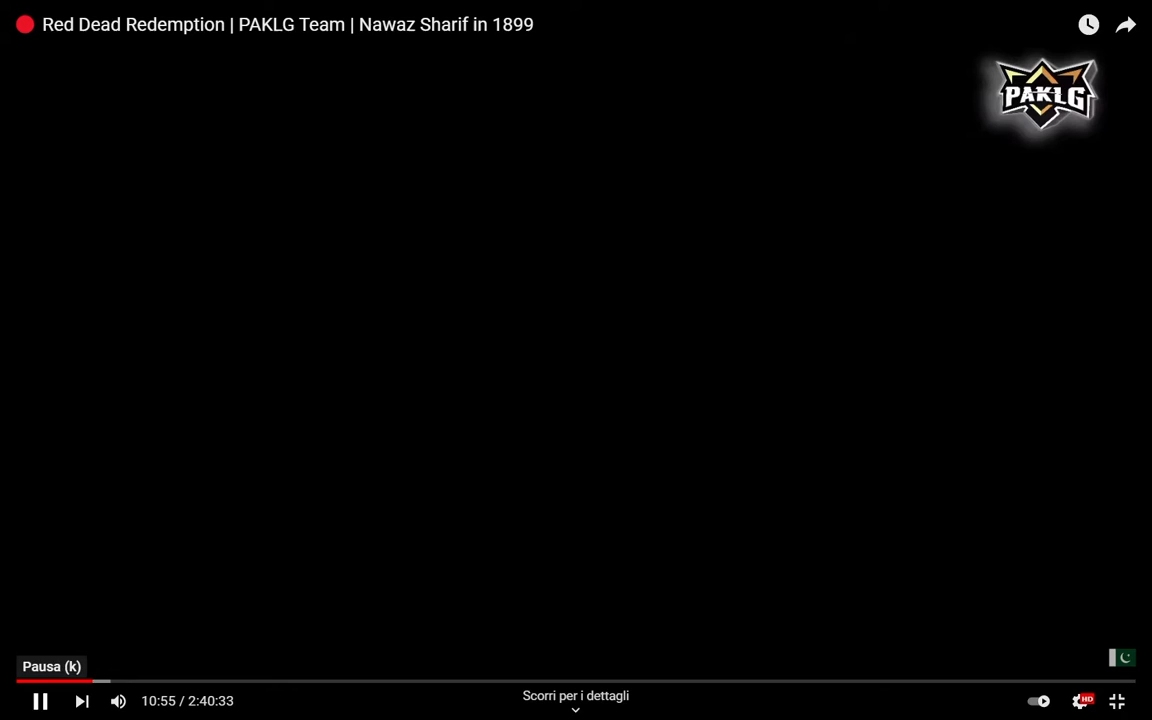 Red Dead Redemption | PAKLG Team | Nawaz Sharif in 1899
PAKLG
Pausa (k)
10:55 / 2:40:33
Scorri per i dettagli
HD